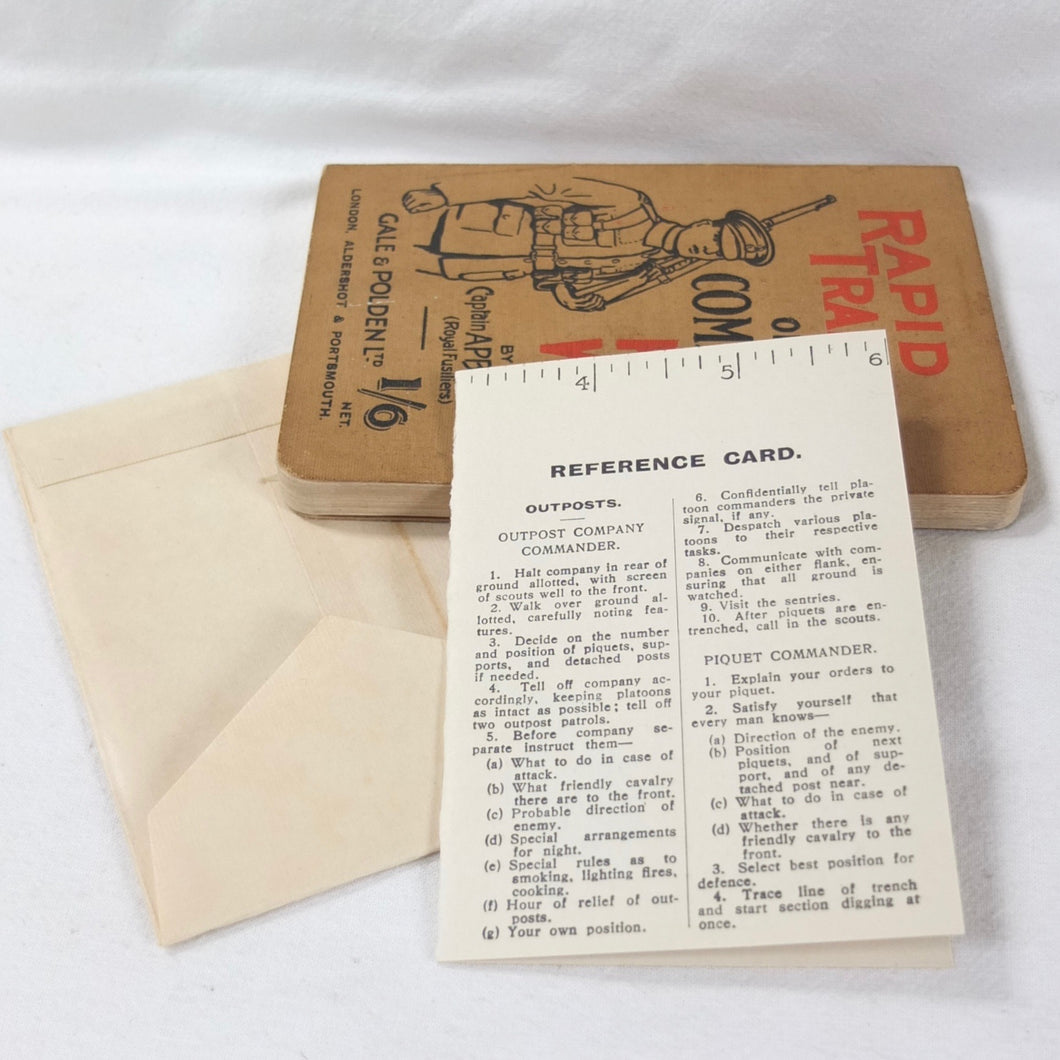 RAPID
TRA
COM
BY
Captain APB
(Royal Fusiliers)
GALE & POLDEN LTD
1/6
NET.
LONDON, ALDERSHOT & PORTSMOUTH.
4 5 6
REFERENCE CARD.
OUTPOSTS.
OUTPOST COMPANY
COMMANDER.
1. Halt company in rear of
ground allotted, with screen
of scouts well to the front.
2. Walk over ground al-
lotted, carefully noting fea-
tures.
3. Decide on the number
and position of piquets, sup-
ports, and detached posts
if needed.
4. Tell off company ac-
cordingly, keeping platoons
as intact as possible; tell off
two outpost patrols.
5. Before company se-
parate instruct them—
(a) What to do in case of
attack.
(b) What friendly cavalry
there are to the front.
(c) Probable direction of
enemy.
(d) Special arrangements
for night.
(e) Special rules as to
smoking, lighting fires,
cooking.
(f) Hour of relief of out-
posts.
(g) Your own position.
6. Confidentially tell pla-
toon commanders the private
signal, if any.
7. Despatch various pla-
toons to their respective
tasks.
8. Communicate with com-
panies on either flank, en-
suring that all ground is
watched.
9. Visit the sentries.
10. After piquets are en-
trenched, call in the scouts.
PIQUET COMMANDER.
1. Explain your orders to
your piquet.
2. Satisfy yourself that
every man knows—
(a) Direction of the enemy.
(b) Position of next
piquets, and of sup-
port, and of any de-
tached post near.
(c) What to do in case of
attack.
(d) Whether there is any
friendly cavalry to the
front.
3. Select best position for
defence.
4. Trace line of trench
and start section digging at
once.